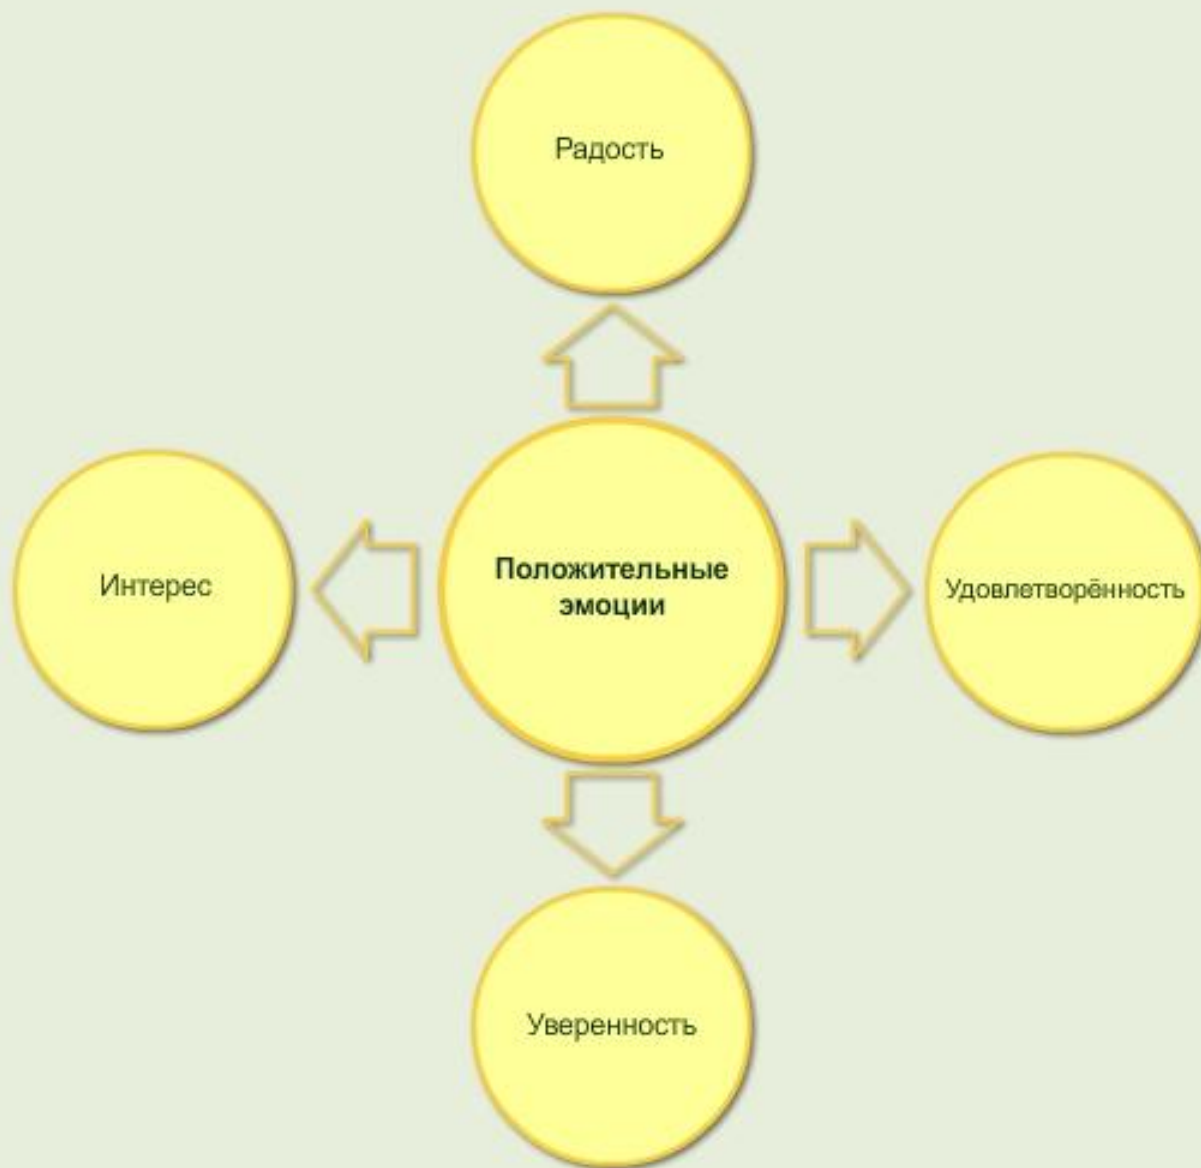 Радость
Интерес
Положительные
эмоции
Удовлетворённость
Уверенность